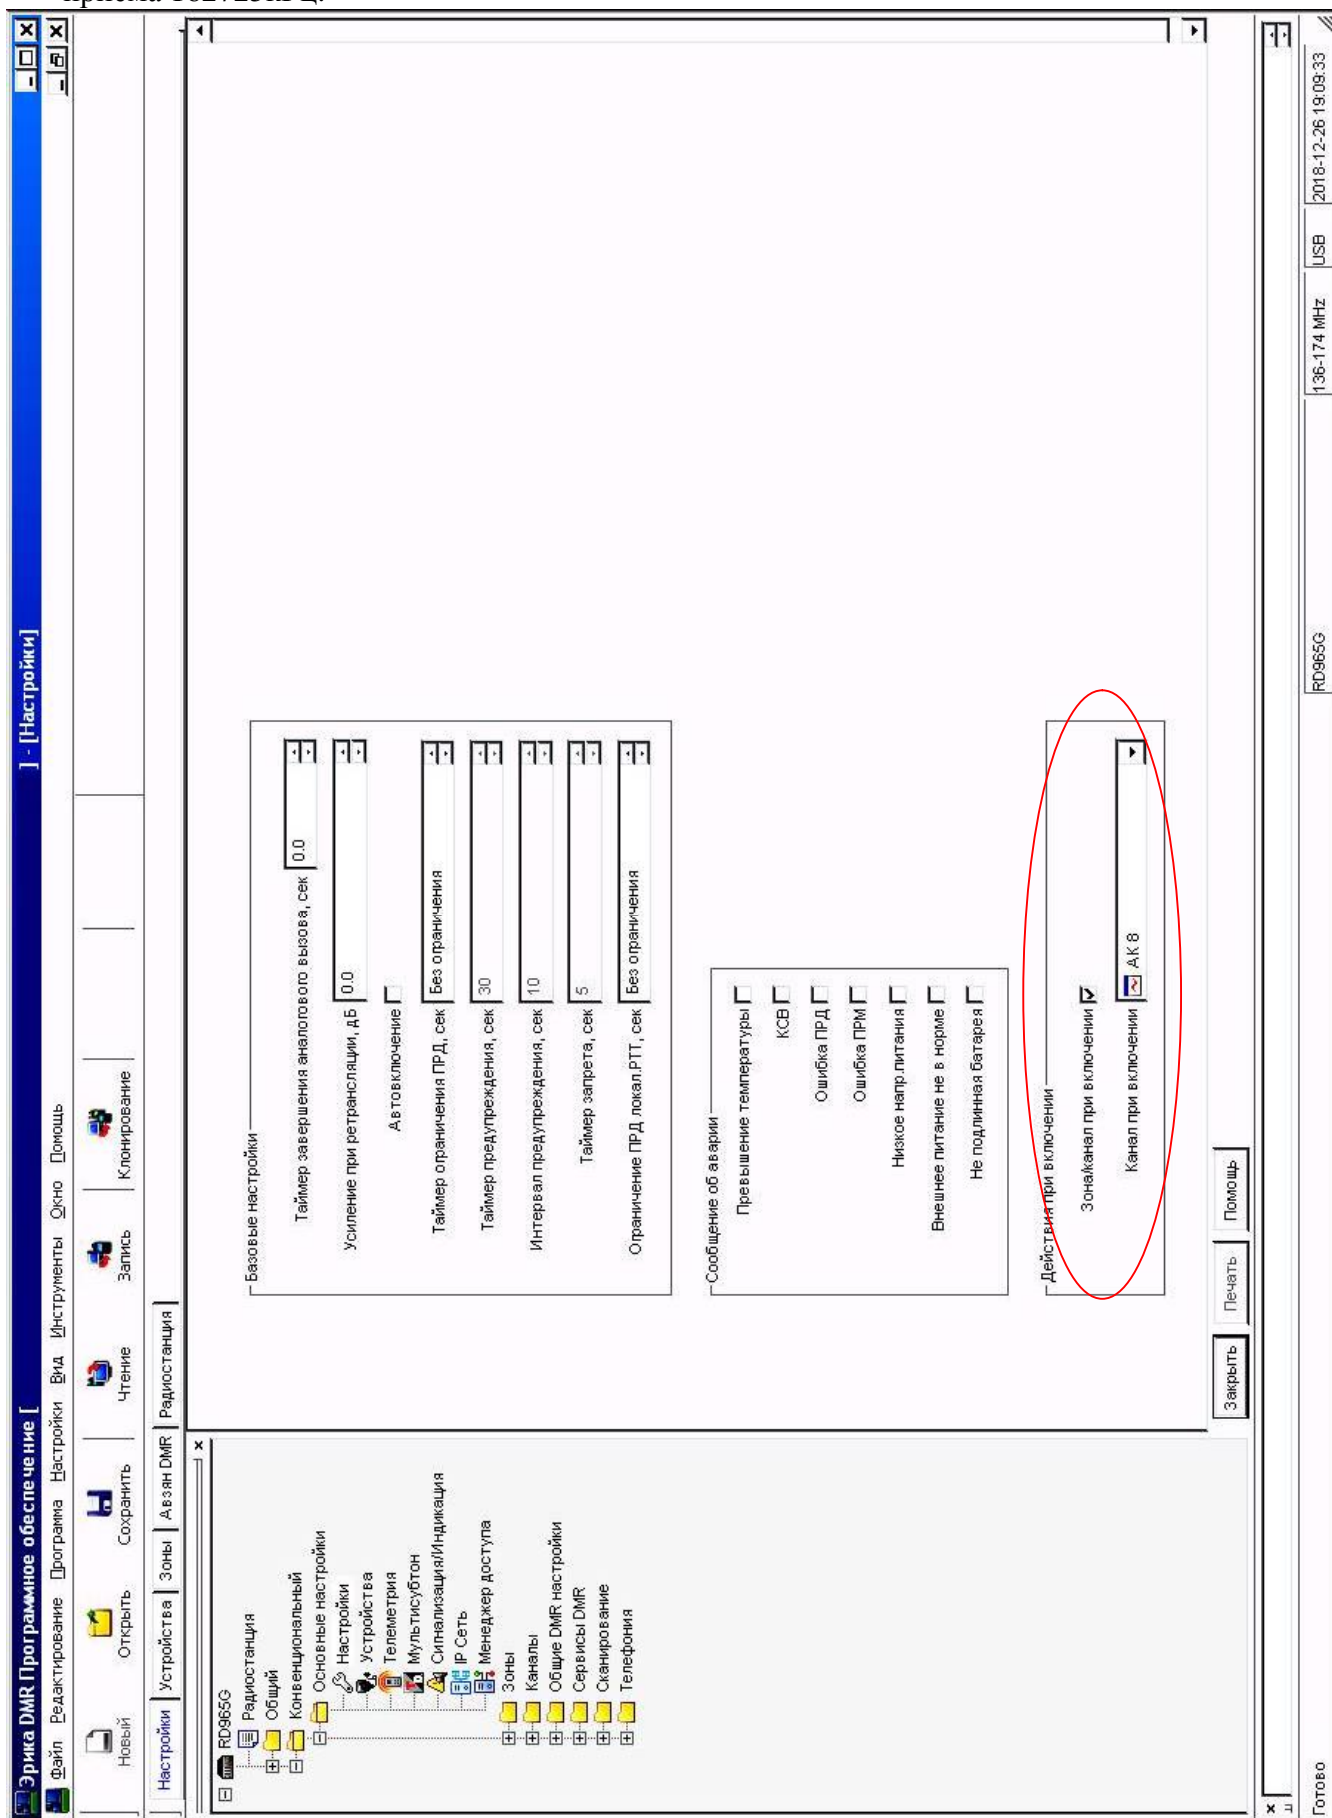 Эрика DMR Программное обеспечение [ ] - [Настройки]
Файл Редактирование Программа Настройки Вид Инструменты Окно Помощь
Новый Открыть Сохранить Чтение Запись Клонирование
Настройки Устройства Зоны Авзян DMR Радиостанция
RD965G
Радиостанция
Общий
Конвенциональный
Основные настройки
Настройки
Устройства
Телеметрия
Мультисубтон
Сигнализация/Индикация
IP Сеть
Менеджер доступа
Зоны
Каналы
Общие DMR настройки
Сервисы DMR
Сканирование
Телефония
Базовые настройки
Таймер завершения аналогового вызова, сек 0.0
Усиление при ретрансляции, дБ 0.0
Автовключение
Таймер ограничения ПРД, сек Без ограничения
Таймер предупреждения, сек 30
Интервал предупреждения, сек 10
Таймер запрета, сек 5
Ограничение ПРД локал.PTT, сек Без ограничения
Сообщение об аварии
Превышение температуры
КСВ
Ошибка ПРД
Ошибка ПРМ
Низкое напр.питания
Внешнее питание не в норме
Не подлинная батарея
Действия при включении
Зона/канал при включении
Канал при включении АК 8
Закрыть Печать Помощь
Готово RD965G 136-174 MHz USB 2018-12-26 19:09:33